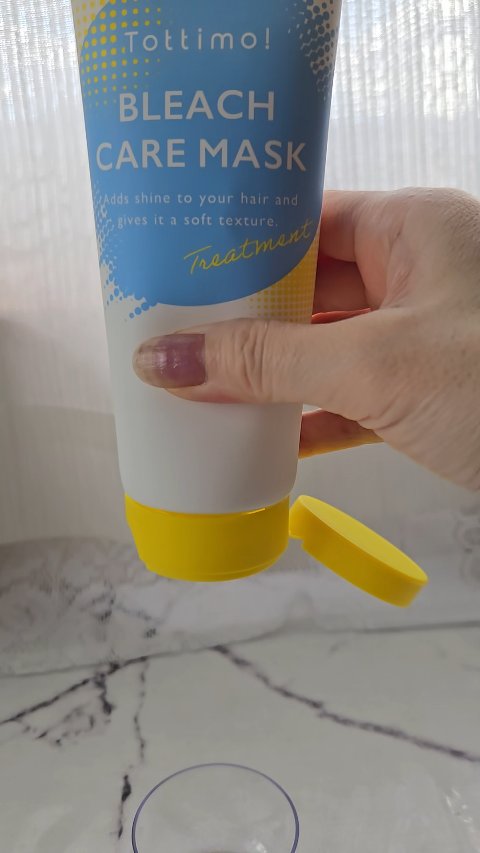 Tottimo!
BLEACH
CARE MASK
Adds shine to your hair and
gives it a soft texture.
Treatment